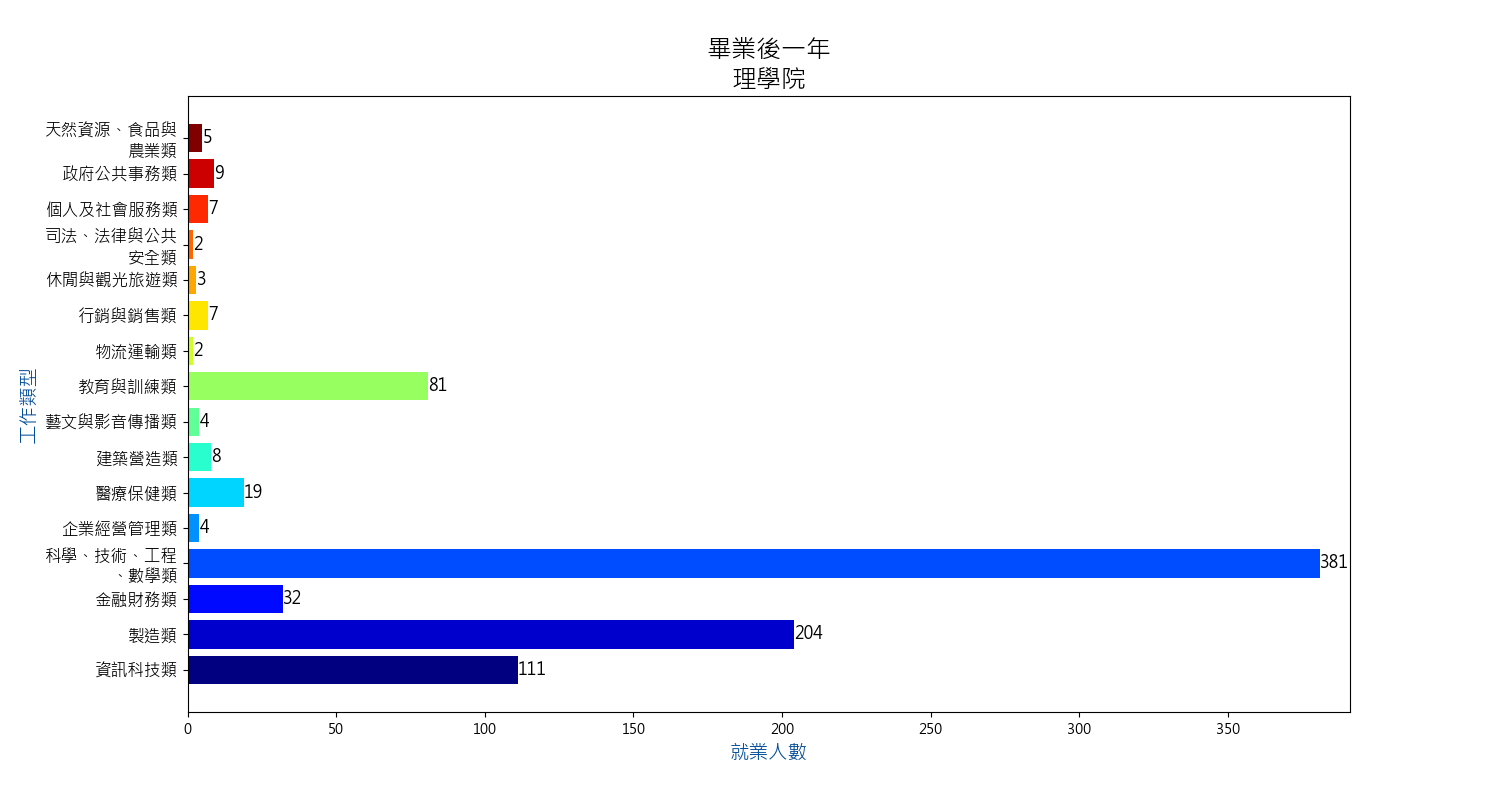 畢業後一年
理學院
天然資源、食品與
農業類
5
政府公共事務類
9
個人及社會服務類
7
司法、法律與公共
安全類
2
休閒與觀光旅遊類
3
行銷與銷售類
7
物流運輸類
2
教育與訓練類
81
藝文與影音傳播類
4
建築營造類
8
醫療保健類
19
企業經營管理類
4
科學、技術、工程
、數學類
381
金融財務類
32
製造類
204
資訊科技類
111
0 50 100 150 200 250 300 350
就業人數
工作類型